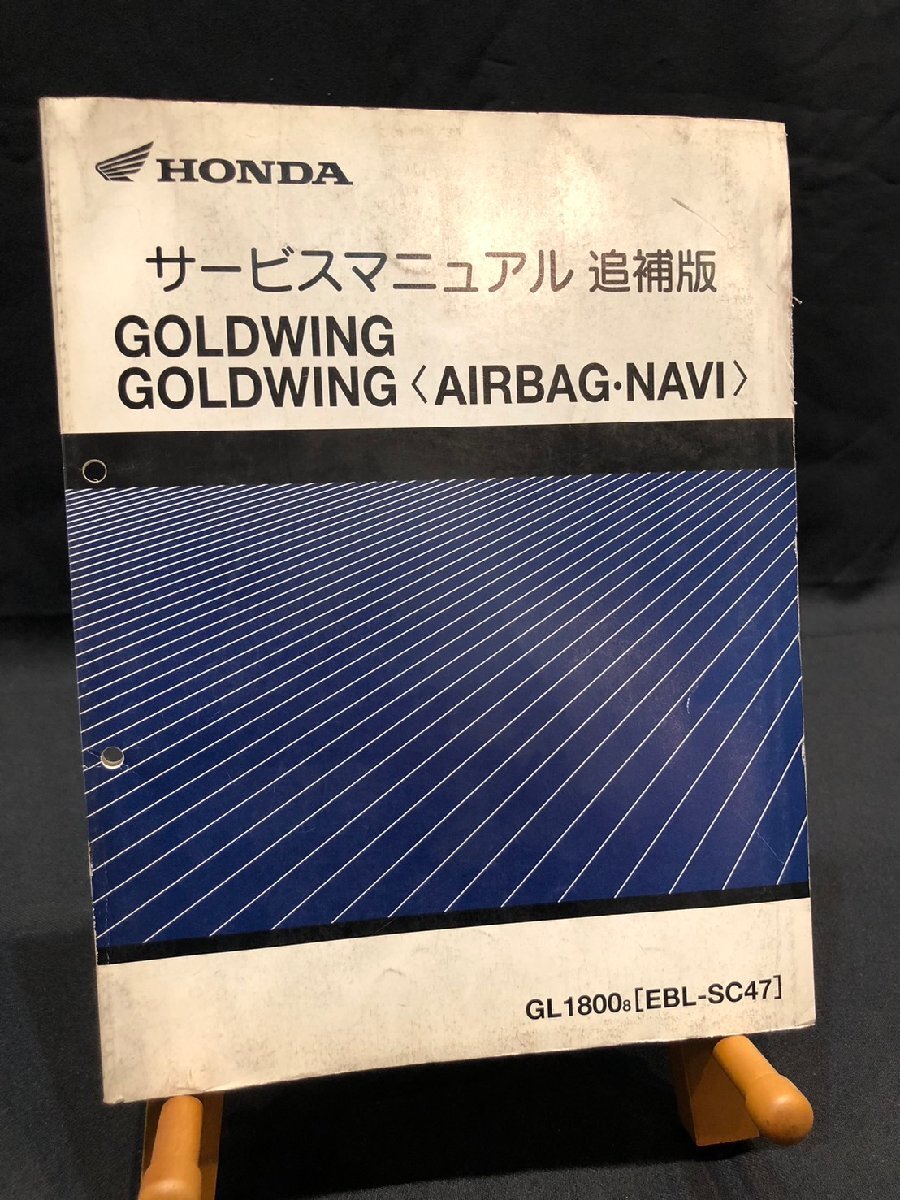 HONDA
サービスマニュアル 追補版
GOLDWING
GOLDWING〈AIRBAG・NAVI〉
GL1800₈[EBL-SC47]